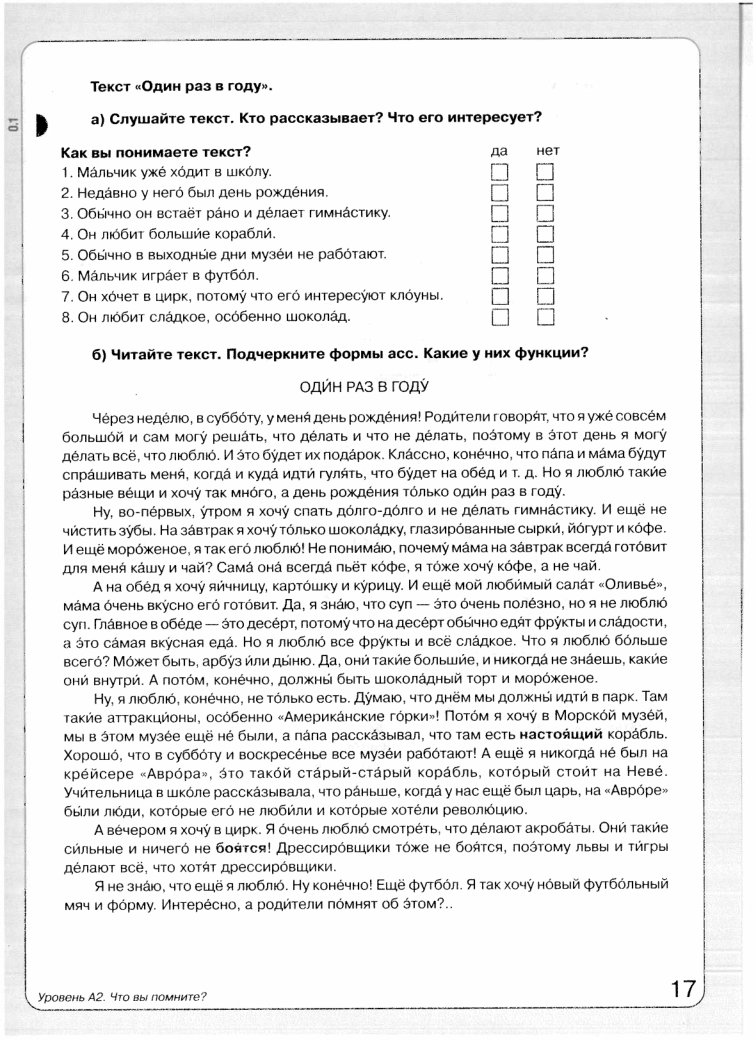 Текст «Один раз в году».
0.1
а) Слушайте текст. Кто рассказывает? Что его интересует?
Как вы понимаете текст? да нет
1. Ма́льчик уже́ хо́дит в шко́лу.
2. Неда́вно у него́ был день рожде́ния.
3. Обы́чно он встаёт ра́но и де́лает гимна́стику.
4. Он лю́бит больши́е корабли́.
5. Обы́чно в выходны́е дни музе́и не рабо́тают.
6. Ма́льчик игра́ет в футбо́л.
7. Он хо́чет в цирк, потому́ что его́ интересу́ют кло́уны.
8. Он лю́бит сла́дкое, осо́бенно шокола́д.
б) Читайте текст. Подчеркните формы acc. Какие у них функции?
ОДИ́Н РАЗ В ГОДУ́
Че́рез неде́лю, в суббо́ту, у меня́ день рожде́ния! Роди́тели говоря́т, что я уже́ совсе́м
большо́й и сам могу́ реша́ть, что де́лать и что не де́лать, поэ́тому в э́тот день я могу́
де́лать всё, что люблю́. И э́то бу́дет их пода́рок. Кла́ссно, коне́чно, что па́па и ма́ма бу́дут
спра́шивать меня́, когда́ и куда́ идти́ гуля́ть, что бу́дет на обе́д и т. д. Но я люблю́ таки́е
ра́зные ве́щи и хочу́ так мно́го, а день рожде́ния то́лько оди́н раз в году́.
Ну, во-пе́рвых, у́тром я хочу́ спать до́лго-до́лго и не де́лать гимна́стику. И ещё не
чи́стить зу́бы. На за́втрак я хочу́ то́лько шокола́дку, глазиро́ванные сырки́, йо́гурт и ко́фе.
И ещё моро́женое, я так его́ люблю́! Не понима́ю, почему́ ма́ма на за́втрак всегда́ гото́вит
для меня́ ка́шу и чай? Сама́ она́ всегда́ пьёт ко́фе, я то́же хочу́ ко́фе, а не чай.
А на обе́д я хочу́ яи́чницу, карто́шку и ку́рицу. И ещё мой люби́мый сала́т «Оливье́»,
ма́ма о́чень вку́сно его́ гото́вит. Да, я зна́ю, что суп — э́то о́чень поле́зно, но я не люблю́
суп. Гла́вное в обе́де — э́то десе́рт, потому́ что на десе́рт обы́чно едя́т фру́кты и сла́дости,
а э́то са́мая вку́сная еда́. Но я люблю́ все фру́кты и всё сла́дкое. Что я люблю́ бо́льше
всего́? Мо́жет быть, арбу́з и́ли ды́ню. Да, они́ таки́е больши́е, и никогда́ не зна́ешь, каки́е
они́ внутри́. А пото́м, коне́чно, должны́ быть шокола́дный торт и моро́женое.
Ну, я люблю́, коне́чно, не то́лько есть. Ду́маю, что днём мы должны́ идти́ в парк. Там
таки́е аттракцио́ны, осо́бенно «Америка́нские го́рки»! Пото́м я хочу́ в Морско́й музе́й,
мы в э́том музе́е ещё не́ были, а па́па расска́зывал, что там есть настоя́щий кора́бль.
Хорошо́, что в суббо́ту и воскресе́нье все музе́и рабо́тают! А ещё я никогда́ не́ был на
кре́йсере «Авро́ра», э́то тако́й ста́рый-ста́рый кора́бль, кото́рый стои́т на Неве́.
Учи́тельница в шко́ле расска́зывала, что ра́ньше, когда́ у нас ещё был царь, на «Авро́ре»
бы́ли лю́ди, кото́рые его́ не люби́ли и кото́рые хоте́ли револю́цию.
А ве́чером я хочу́ в цирк. Я о́чень люблю́ смотре́ть, что де́лают акроба́ты. Они́ таки́е
си́льные и ничего́ не боя́тся! Дрессиро́вщики то́же не боя́тся, поэ́тому львы и ти́гры
де́лают всё, что хотя́т дрессиро́вщики.
Я не зна́ю, что ещё я люблю́. Ну коне́чно! Ещё футбо́л. Я так хочу́ но́вый футбо́льный
мяч и фо́рму. Интере́сно, а роди́тели по́мнят об э́том?..
Уровень А2. Что вы помните?
17